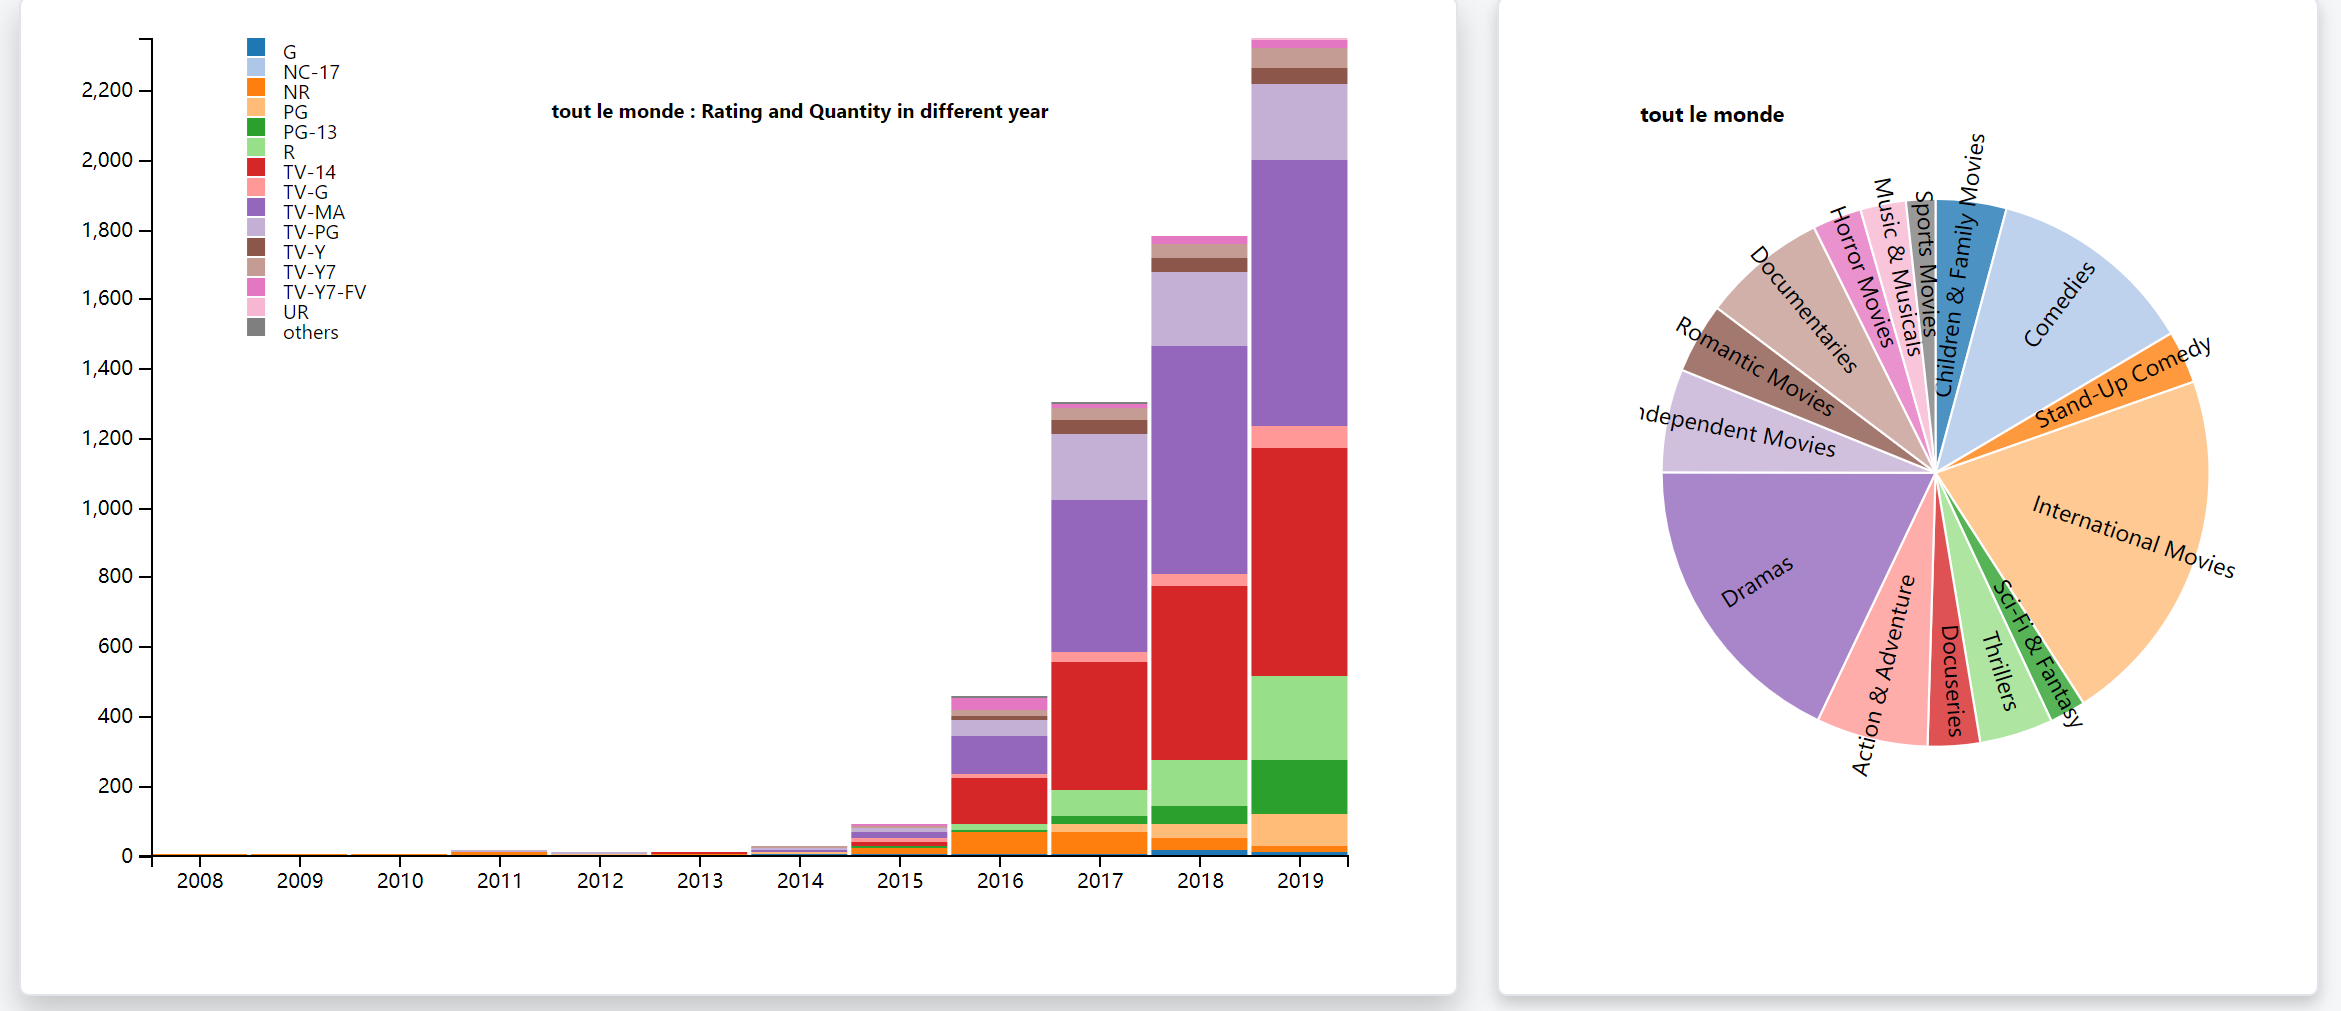 G
NC-17
NR
PG
PG-13
R
TV-14
TV-G
TV-MA
TV-PG
TV-Y
TV-Y7
TV-Y7-FV
UR
others
tout le monde : Rating and Quantity in different year
2,200
2,000
1,800
1,600
1,400
1,200
1,000
800
600
400
200
0
2008
2009
2010
2011
2012
2013
2014
2015
2016
2017
2018
2019
tout le monde
Children & Family Movies
Comedies
Stand-Up Comedy
International Movies
Sci-Fi & Fantasy
Thrillers
Docuseries
Action & Adventure
Dramas
ndependent Movies
Romantic Movies
Documentaries
Horror Movies
Music & Musicals
Sports Movies